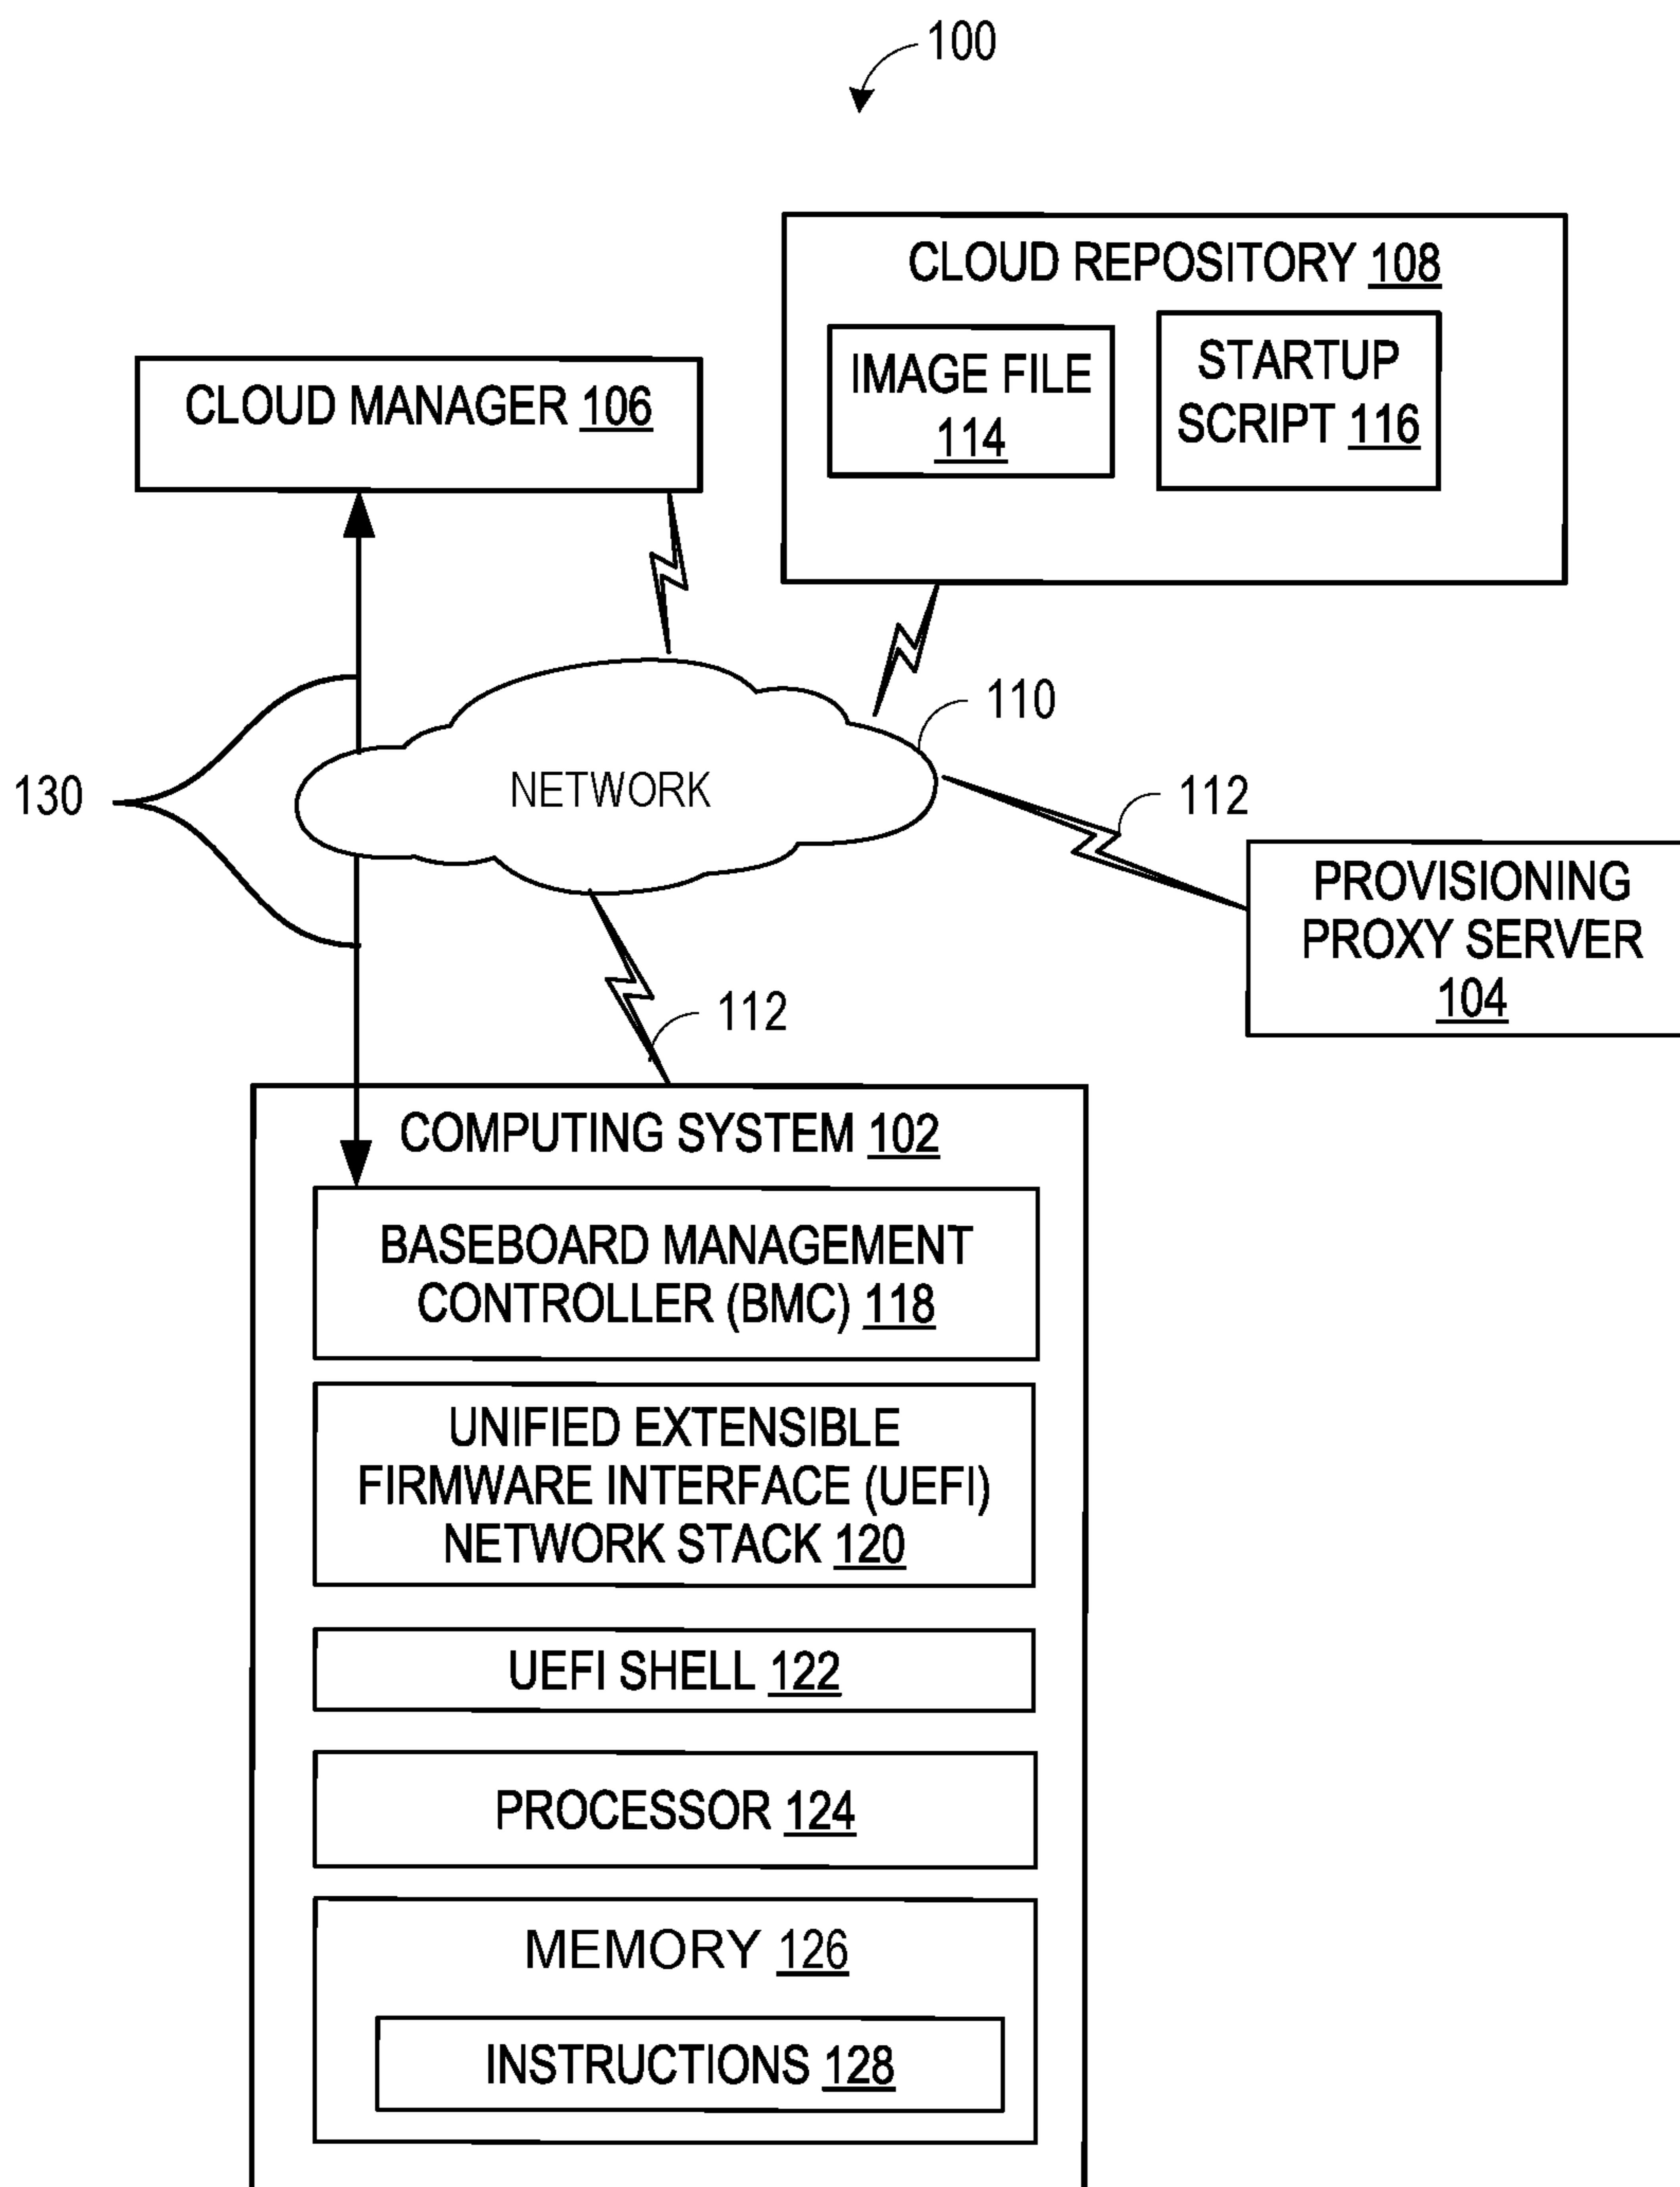 100
CLOUD REPOSITORY 108
IMAGE FILE
114
STARTUP
SCRIPT 116
CLOUD MANAGER 106
110
NETWORK
130
112
PROVISIONING
PROXY SERVER
104
112
COMPUTING SYSTEM 102
BASEBOARD MANAGEMENT
CONTROLLER (BMC) 118
UNIFIED EXTENSIBLE
FIRMWARE INTERFACE (UEFI)
NETWORK STACK 120
UEFI SHELL 122
PROCESSOR 124
MEMORY 126
INSTRUCTIONS 128